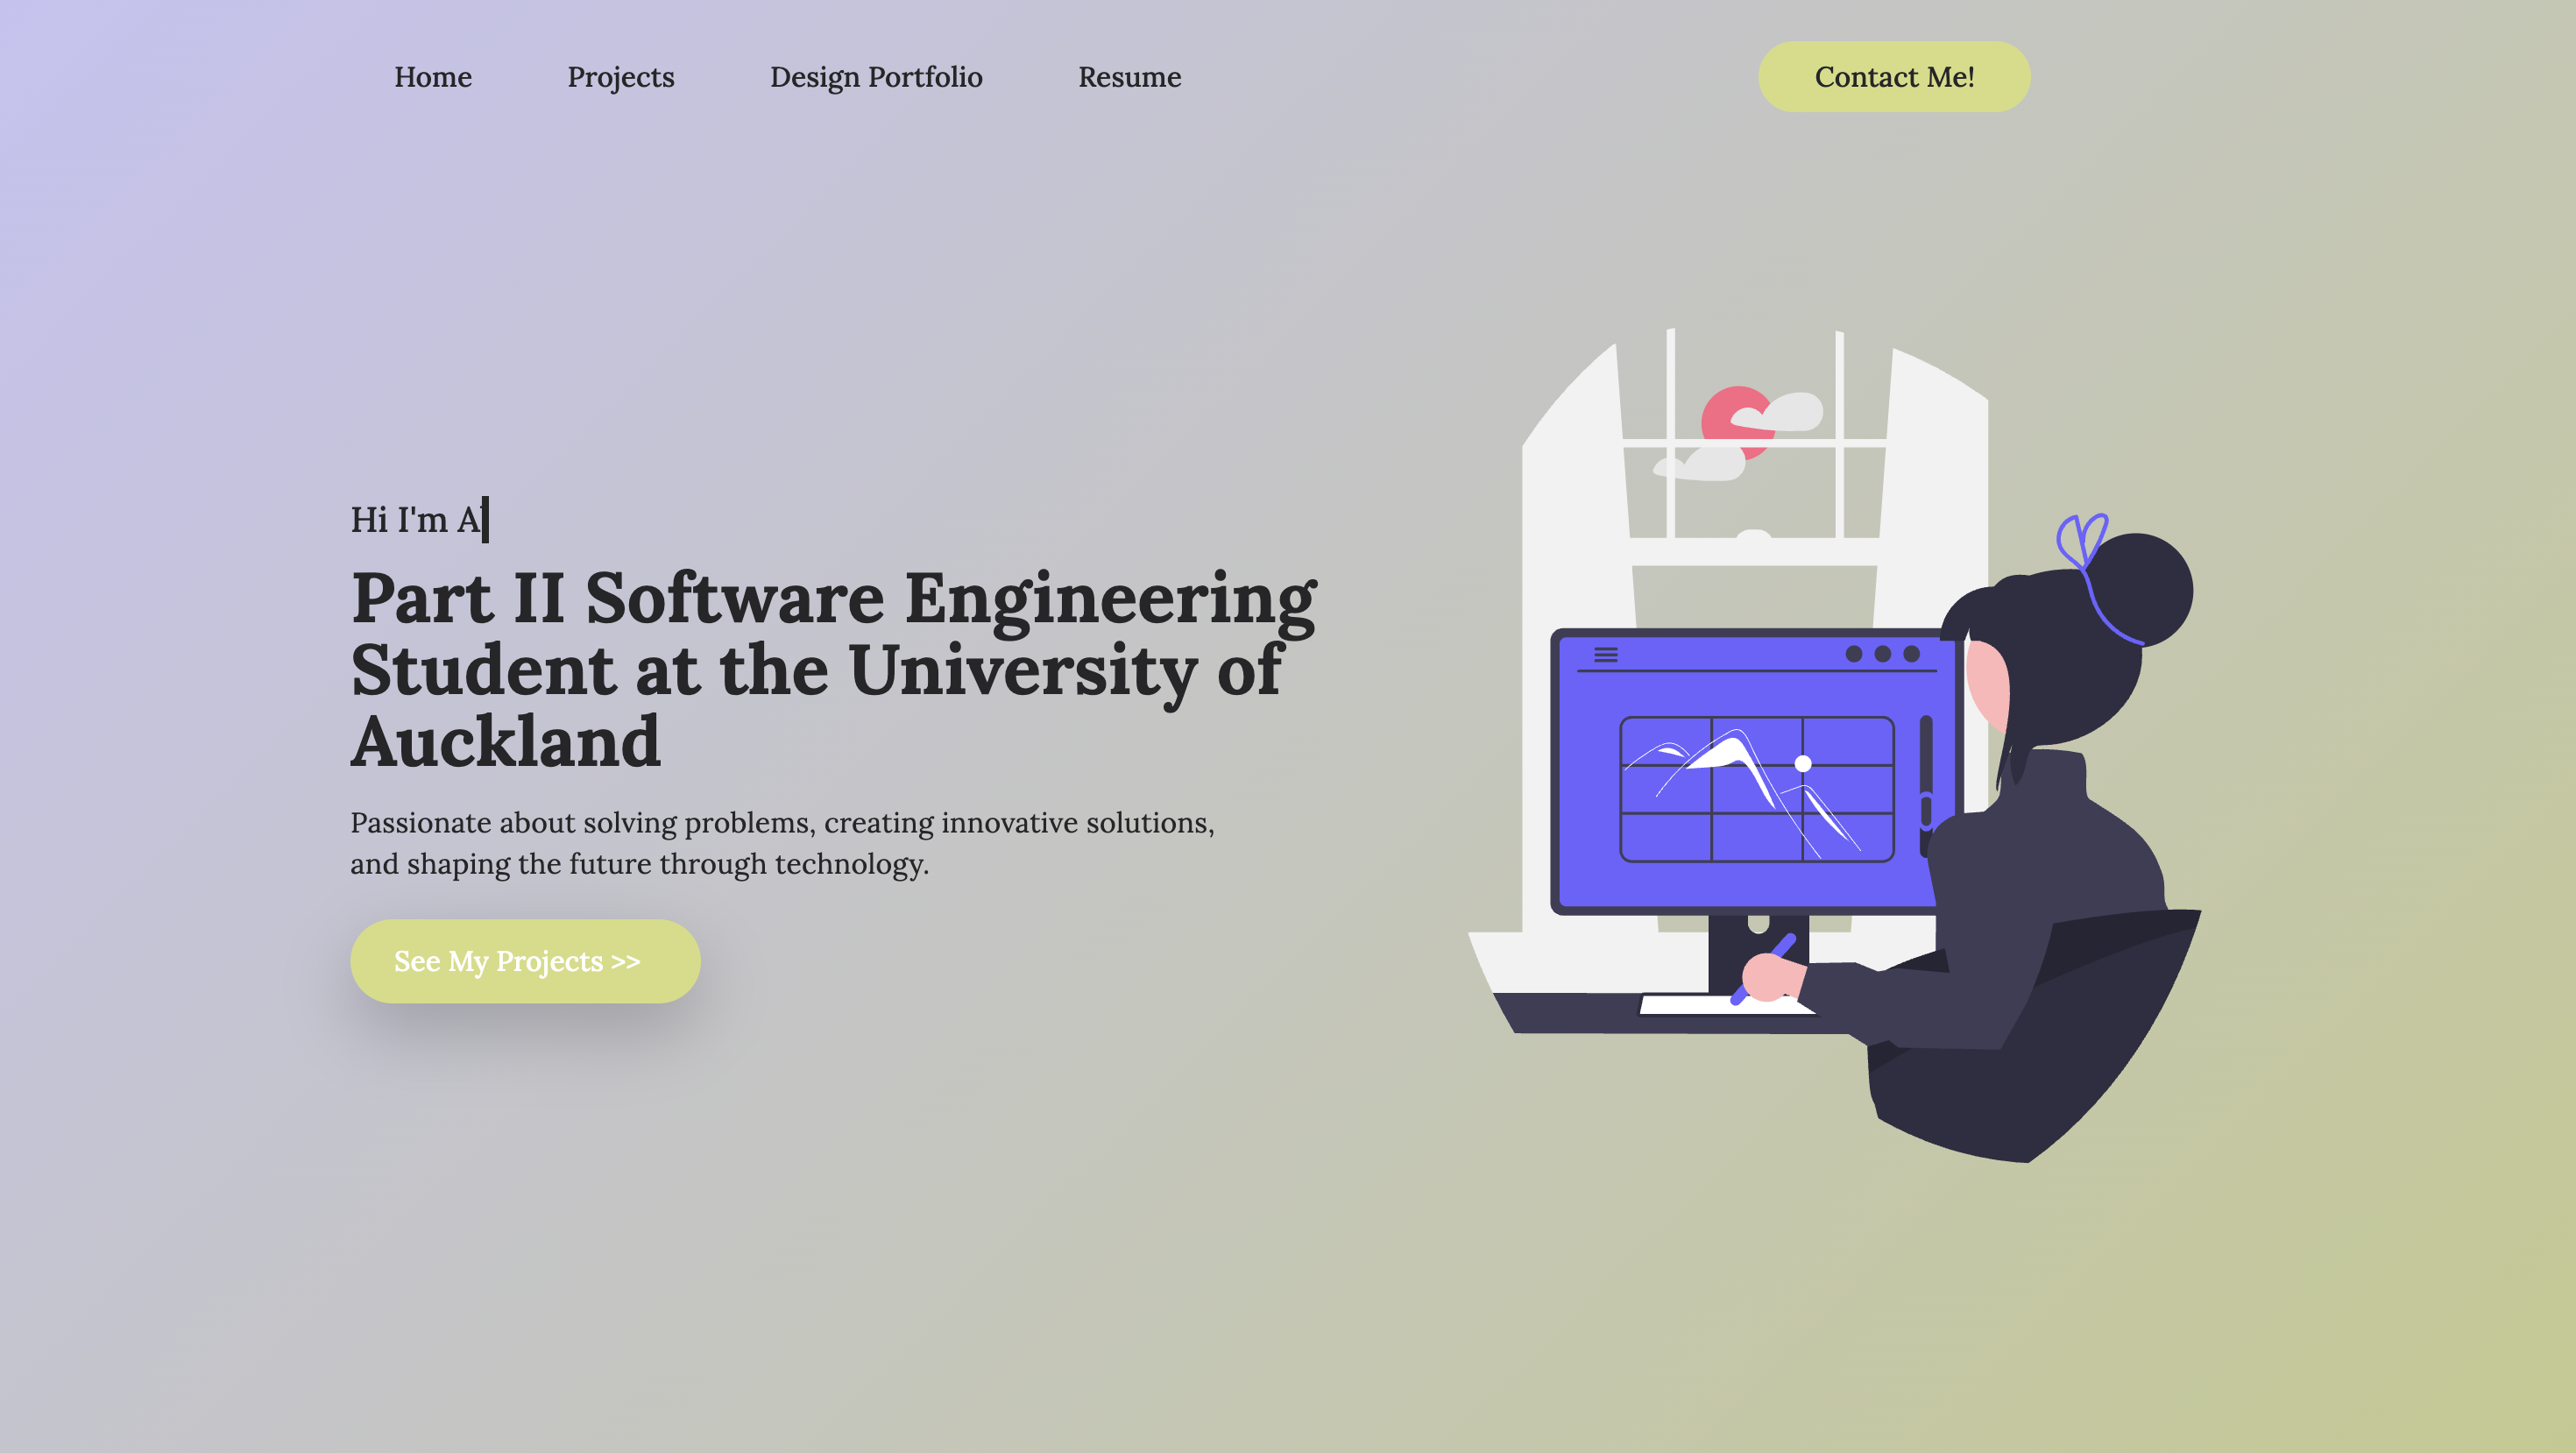 Home Projects Design Portfolio Resume Contact Me!
Hi I'm A
Part II Software Engineering
Student at the University of
Auckland
Passionate about solving problems, creating innovative solutions,
and shaping the future through technology.
See My Projects >>